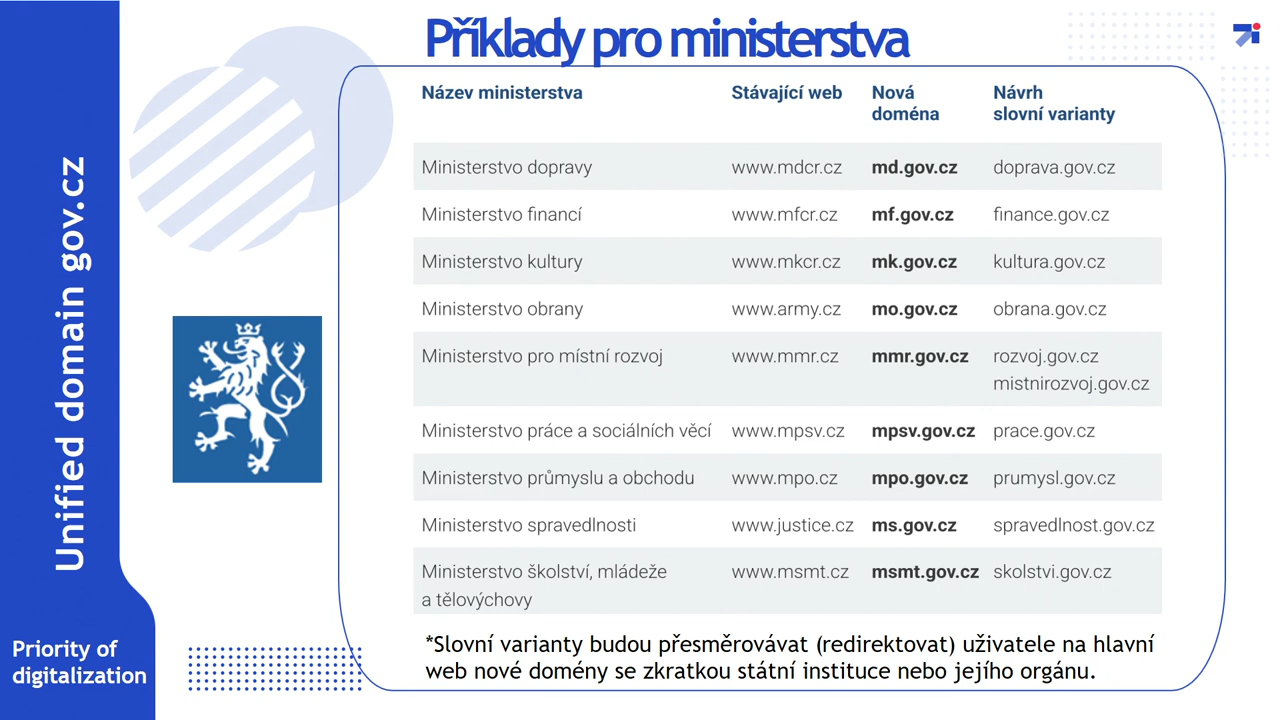 Příklady pro ministerstva
Název ministerstva Stávající web Nová doména Návrh slovní varianty
Ministerstvo dopravy www.mdcr.cz md.gov.cz doprava.gov.cz
Ministerstvo financí www.mfcr.cz mf.gov.cz finance.gov.cz
Ministerstvo kultury www.mkcr.cz mk.gov.cz kultura.gov.cz
Ministerstvo obrany www.army.cz mo.gov.cz obrana.gov.cz
Ministerstvo pro místní rozvoj www.mmr.cz mmr.gov.cz rozvoj.gov.cz
mistnirozvoj.gov.cz
Ministerstvo práce a sociálních věcí www.mpsv.cz mpsv.gov.cz prace.gov.cz
Ministerstvo průmyslu a obchodu www.mpo.cz mpo.gov.cz prumysl.gov.cz
Ministerstvo spravedlnosti www.justice.cz ms.gov.cz spravedlnost.gov.cz
Ministerstvo školství, mládeže www.msmt.cz msmt.gov.cz skolstvi.gov.cz
a tělovýchovy
*Slovní varianty budou přesměrovávat (redirektovat) uživatele na hlavní
web nové domény se zkratkou státní instituce nebo jejího orgánu.
Unified domain gov.cz
Priority of
digitalization